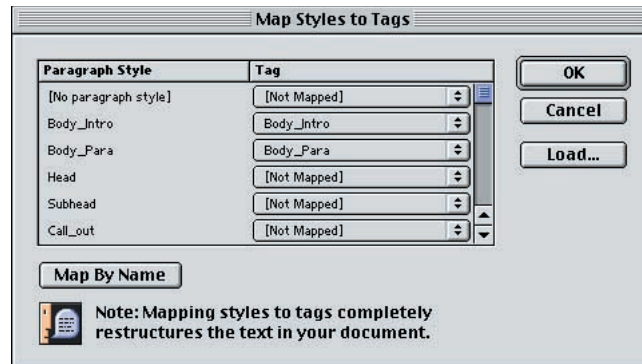 Map Styles to Tags
Paragraph Style Tag
[No paragraph style] [Not Mapped]
Body_Intro Body_Intro
Body_Para Body_Para
Head [Not Mapped]
Subhead [Not Mapped]
Call_out [Not Mapped]
OK
Cancel
Load...
Map By Name
Note: Mapping styles to tags completely
restructures the text in your document.